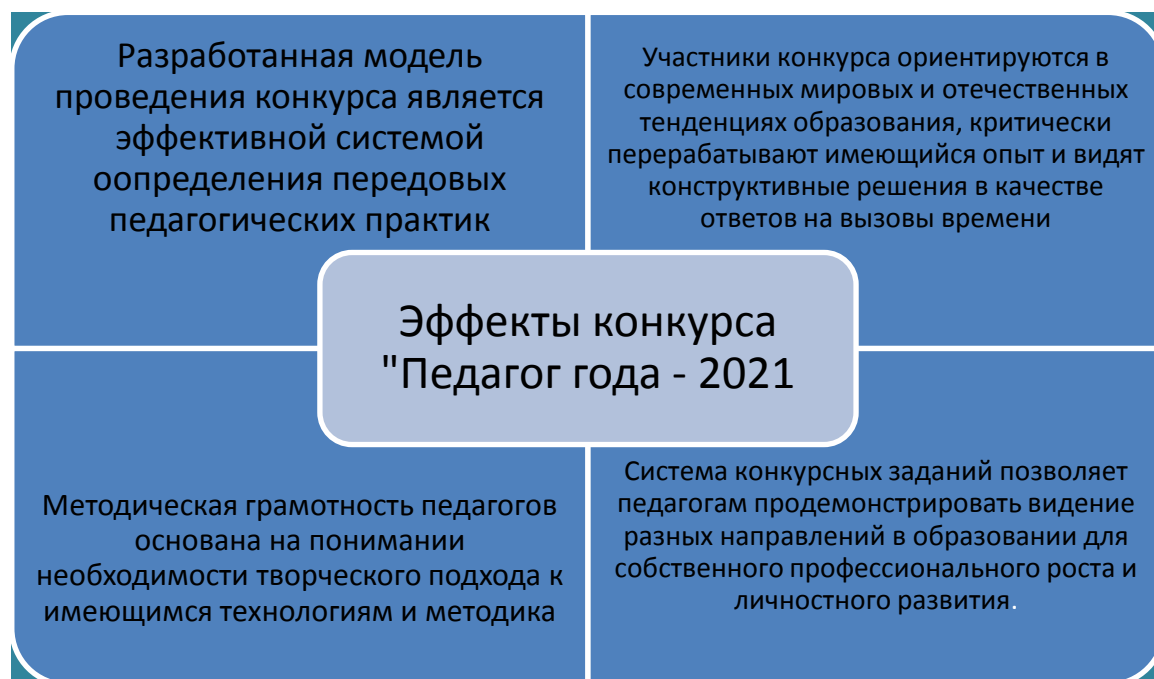 Разработанная модель
проведения конкурса является
эффективной системой
оопределения передовых
педагогических практик
Участники конкурса ориентируются в
современных мировых и отечественных
тенденциях образования, критически
перерабатывают имеющийся опыт и видят
конструктивные решения в качестве
ответов на вызовы времени
Эффекты конкурса
"Педагог года - 2021
Методическая грамотность педагогов
основана на понимании
необходимости творческого подхода к
имеющимся технологиям и методика
Система конкурсных заданий позволяет
педагогам продемонстрировать видение
разных направлений в образовании для
собственного профессионального роста и
личностного развития.